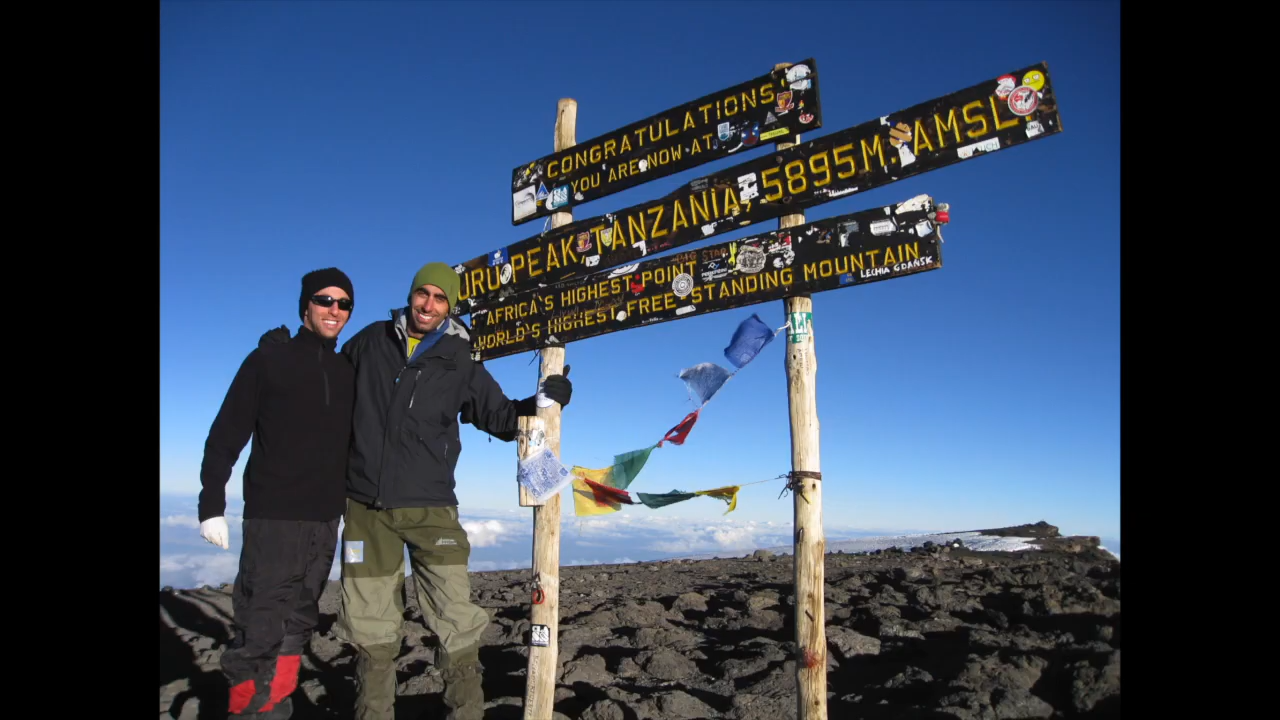 CONGRATULATIONS
YOU ARE NOW AT
URU PEAK TANZANIA, 5895M. AMSL.
AFRICA'S HIGHEST POINT
WORLD'S HIGHEST FREE STANDING MOUNTAIN
LECHIA GDAŃSK